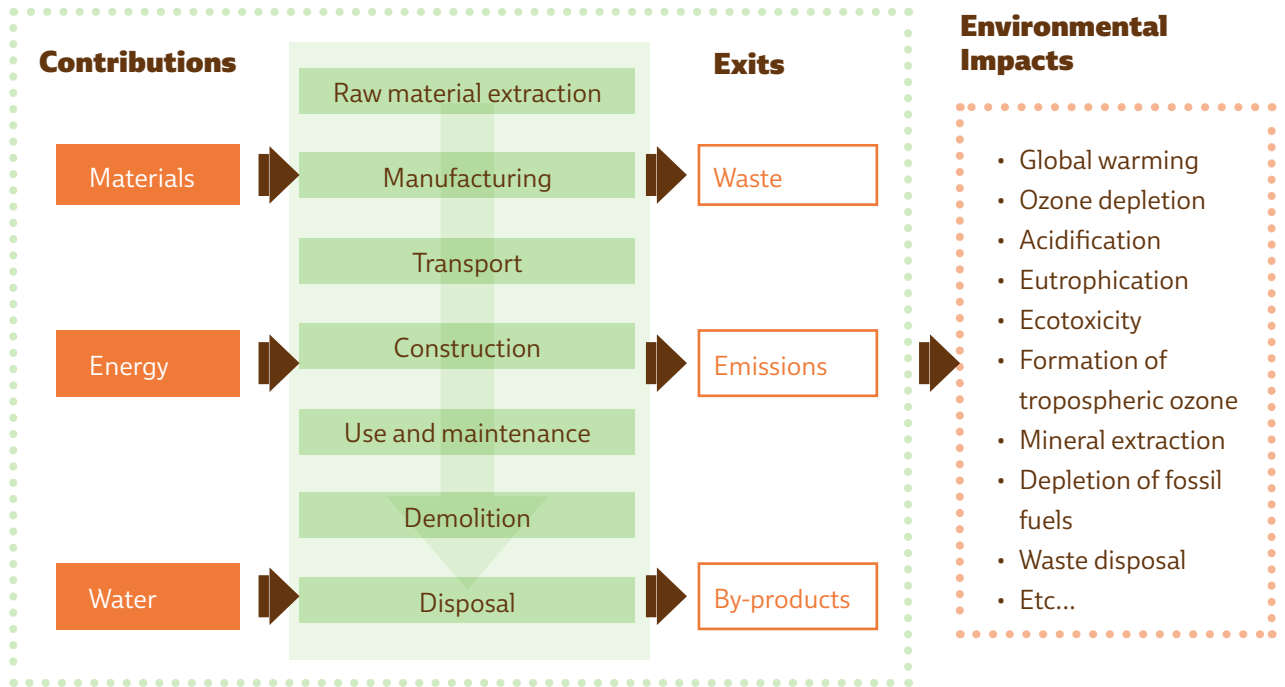 Contributions
Materials
Energy
Water
Raw material extraction
Manufacturing
Transport
Construction
Use and maintenance
Demolition
Disposal
Exits
Waste
Emissions
By-products
Environmental
Impacts
• Global warming
• Ozone depletion
• Acidification
• Eutrophication
• Ecotoxicity
• Formation of
tropospheric ozone
• Mineral extraction
• Depletion of fossil
fuels
• Waste disposal
• Etc...